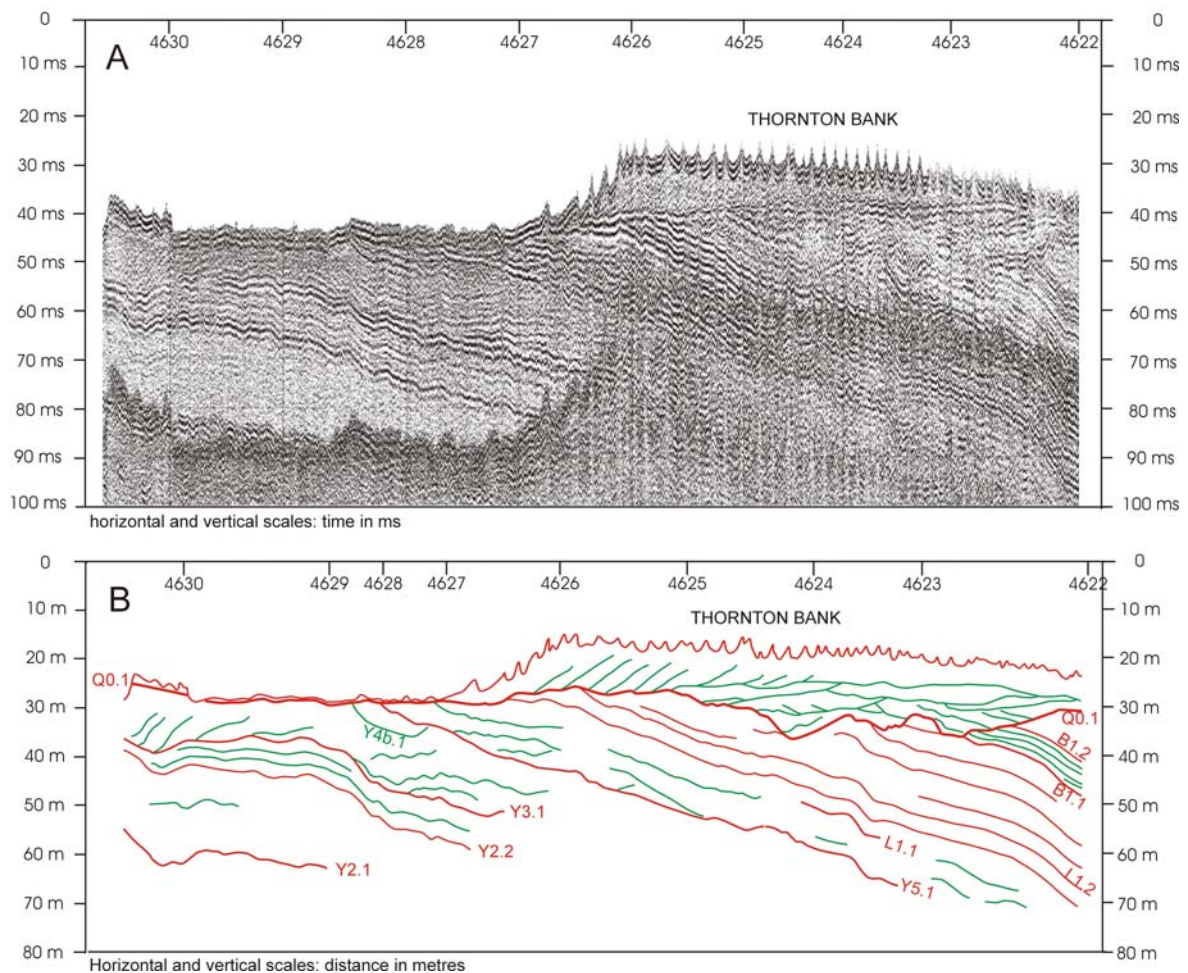 0 4630 4629 4628 4627 4626 4625 4624 4623 4622 0
A
10 ms 10 ms
THORNTON BANK
20 ms 20 ms
30 ms 30 ms
40 ms 40 ms
50 ms 50 ms
60 ms 60 ms
70 ms 70 ms
80 ms 80 ms
90 ms 90 ms
100 ms 100 ms
horizontal and vertical scales: time in ms
0 0
4630 4629 4628 4627 4626 4625 4624 4623 4622
B
10 m 10 m
THORNTON BANK
20 m 20 m
Q0.1
30 m Q0.1 30 m
Y4b.1 B1.2
40 m 40 m
B1.1
50 m Y3.1 50 m
Y2.2 L1.1
60 m Y2.1 60 m
L1.2
Y5.1
70 m 70 m
80 m 80 m
Horizontal and vertical scales: distance in metres